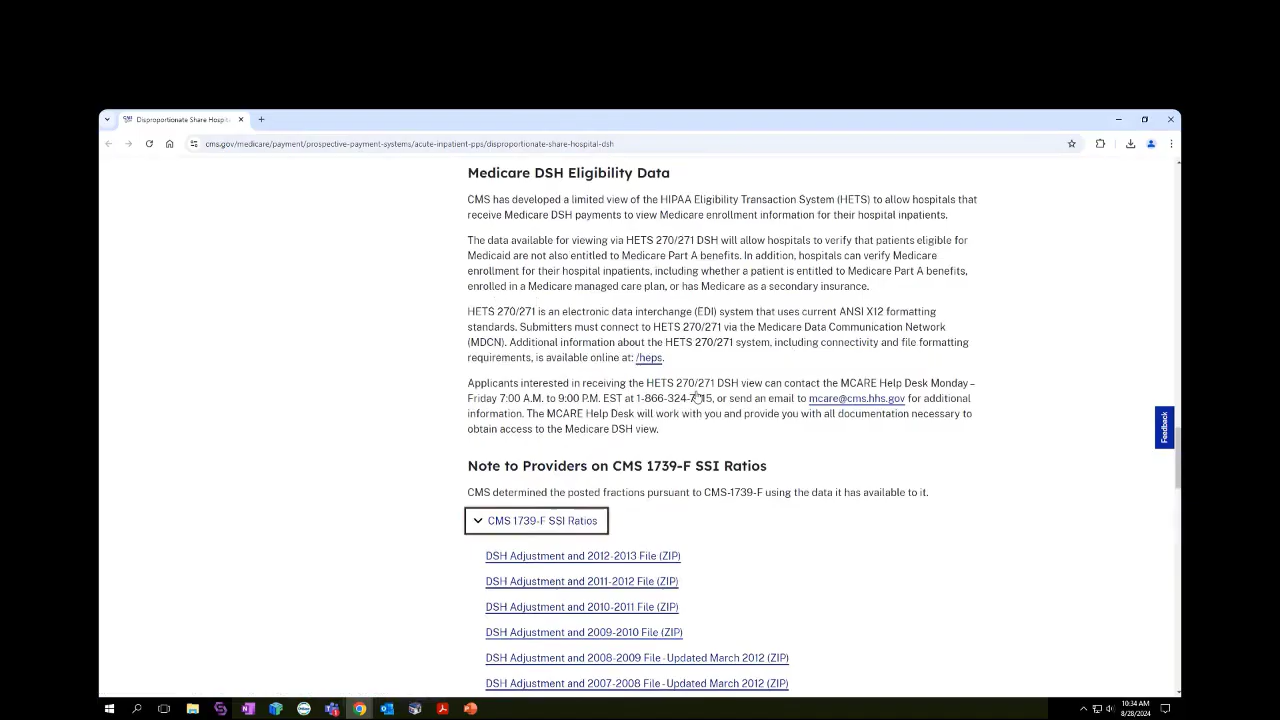 Disproportionate Share Hospit
cms.gov/medicare/payment/prospective-payment-systems/acute-inpatient-pps/disproportionate-share-hospital-dsh
Medicare DSH Eligibility Data
CMS has developed a limited view of the HIPAA Eligibility Transaction System (HETS) to allow hospitals that
receive Medicare DSH payments to view Medicare enrollment information for their hospital inpatients.
The data available for viewing via HETS 270/271 DSH will allow hospitals to verify that patients eligible for
Medicaid are not also entitled to Medicare Part A benefits. In addition, hospitals can verify Medicare
enrollment for their hospital inpatients, including whether a patient is entitled to Medicare Part A benefits,
enrolled in a Medicare managed care plan, or has Medicare as a secondary insurance.
HETS 270/271 is an electronic data interchange (EDI) system that uses current ANSI X12 formatting
standards. Submitters must connect to HETS 270/271 via the Medicare Data Communication Network
(MDCN). Additional information about the HETS 270/271 system, including connectivity and file formatting
requirements, is available online at: /heps.
Applicants interested in receiving the HETS 270/271 DSH view can contact the MCARE Help Desk Monday –
Friday 7:00 A.M. to 9:00 P.M. EST at or send an email to mcare@cms.hhs.gov for additional
information. The MCARE Help Desk will work with you and provide you with all documentation necessary to
obtain access to the Medicare DSH view.
Feedback
Note to Providers on CMS 1739-F SSI Ratios
CMS determined the posted fractions pursuant to CMS-1739-F using the data it has available to it.
CMS 1739-F SSI Ratios
DSH Adjustment and 2012-2013 File (ZIP)
DSH Adjustment and 2011-2012 File (ZIP)
DSH Adjustment and 2010-2011 File (ZIP)
DSH Adjustment and 2009-2010 File (ZIP)
DSH Adjustment and 2008-2009 File - Updated March 2012 (ZIP)
DSH Adjustment and 2007-2008 File - Updated March 2012 (ZIP)
10:34 AM
8/28/2024